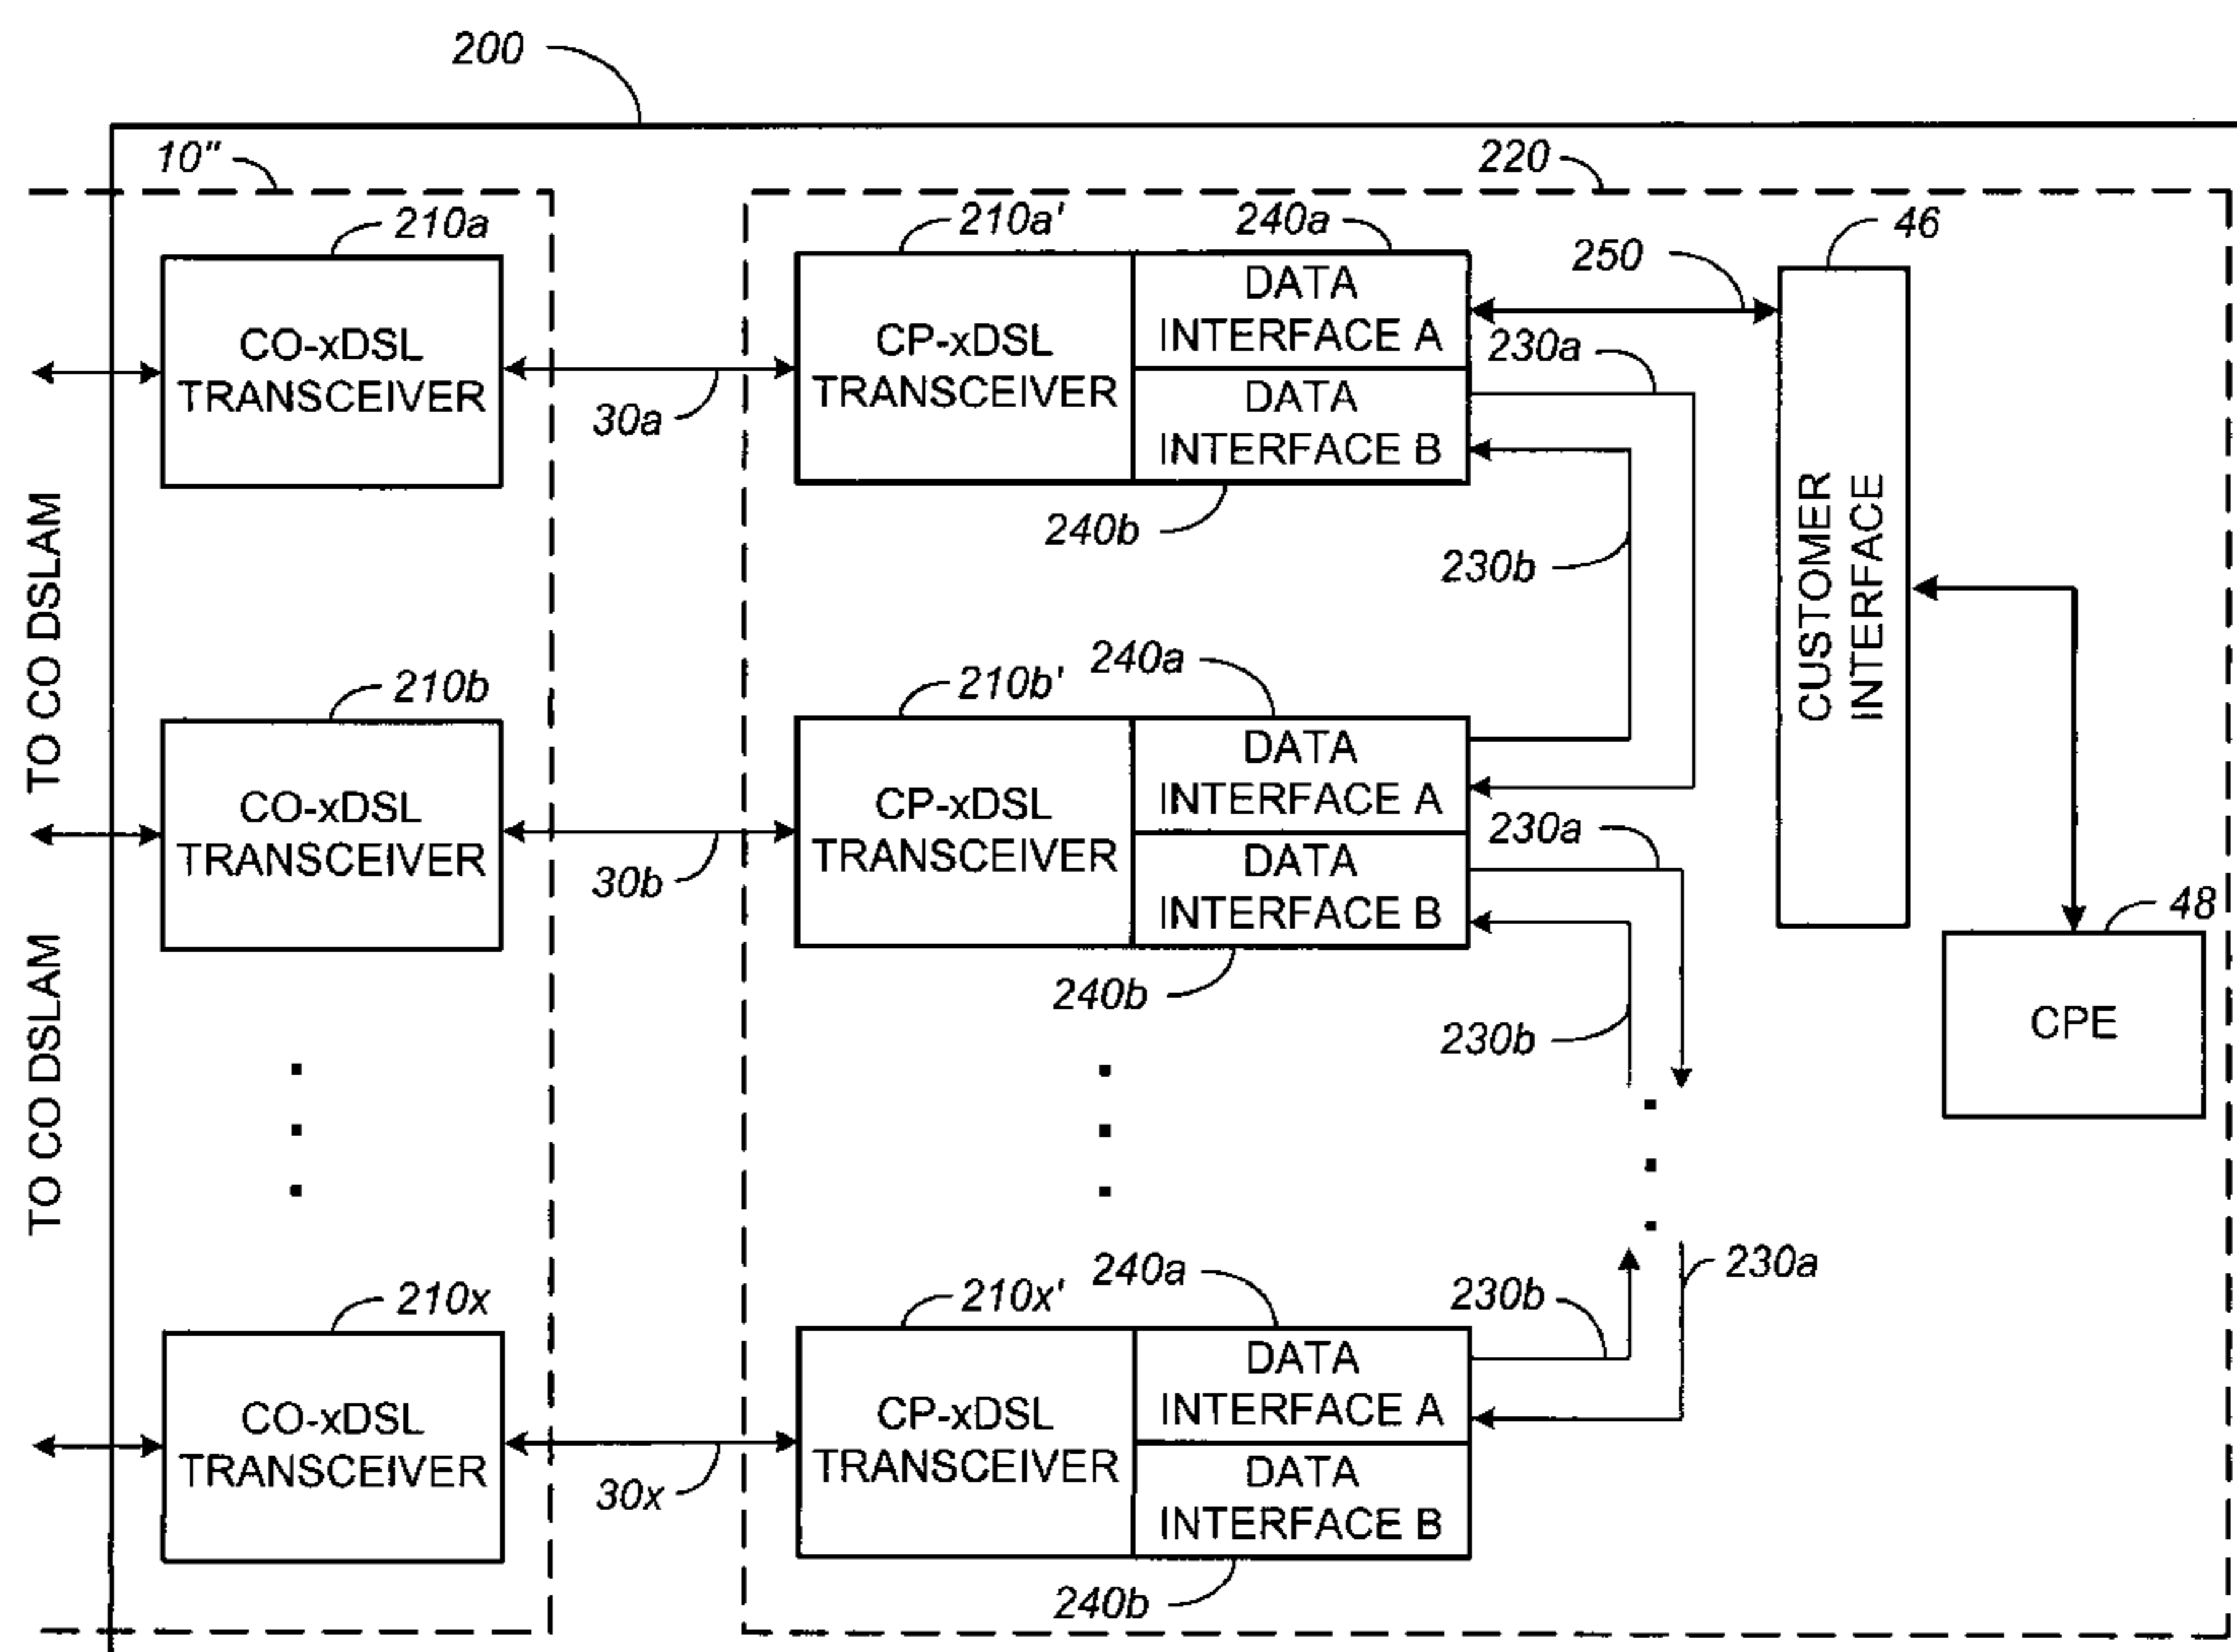 200
10"
220
210a
210a'
240a
46
250
CO-xDSL
TRANSCEIVER
CP-xDSL
TRANSCEIVER
DATA
INTERFACE A
DATA
INTERFACE B
230a
30a
240b
230b
TO CO DSLAM
CUSTOMER
INTERFACE
210b
210b'
240a
CO-xDSL
TRANSCEIVER
CP-xDSL
TRANSCEIVER
DATA
INTERFACE A
DATA
INTERFACE B
230a
30b
240b
230b
48
CPE
TO CO DSLAM
210x
210x'
240a
230b
230a
CO-xDSL
TRANSCEIVER
CP-xDSL
TRANSCEIVER
DATA
INTERFACE A
DATA
INTERFACE B
30x
240b